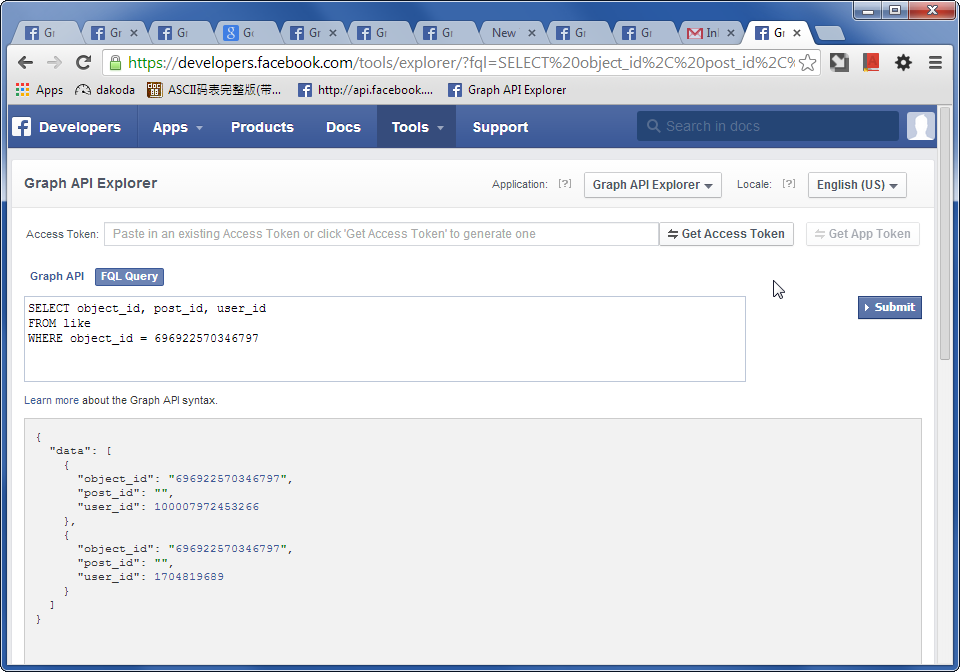 Gr
Gr
Gr
Gr
Gr
Gr
New
Gr
Gr
In
Gr
https://developers.facebook.com/tools/explorer/?fql=SELECT%20object_id%2C%20post_id%2C%
Apps dakoda ASCII码表完整版(带... http://api.facebook.... Graph API Explorer
Developers Apps Products Docs Tools Support Search in docs
Graph API Explorer Application: [?] Graph API Explorer Locale: [?] English (US)
Access Token: Paste in an existing Access Token or click 'Get Access Token' to generate one Get Access Token Get App Token
Graph API FQL Query
SELECT object_id, post_id, user_id
FROM like
WHERE object_id = 696922570346797
Submit
Learn more about the Graph API syntax.
{
"data": [
{
"object_id": "696922570346797",
"post_id": "",
"user_id": 100007972453266
},
{
"object_id": "696922570346797",
"post_id": "",
"user_id": 1704819689
}
]
}